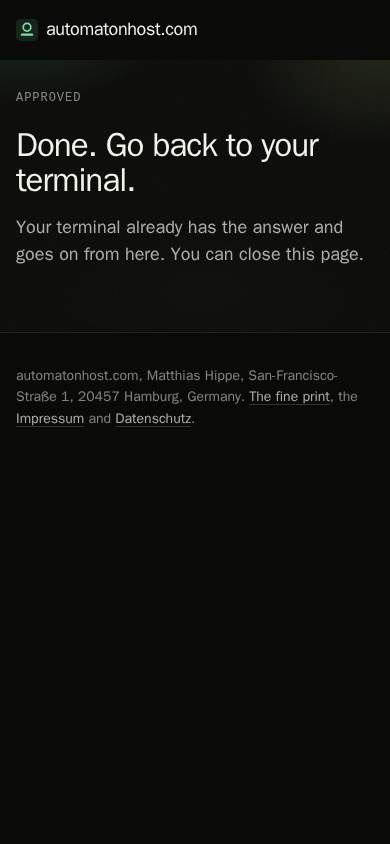 automatonhost.com
APPROVED
Done. Go back to your
terminal.
Your terminal already has the answer and
goes on from here. You can close this page.
automatonhost.com, Matthias Hippe, San-Francisco-
Straße 1, 20457 Hamburg, Germany. The fine print, the
Impressum and Datenschutz.